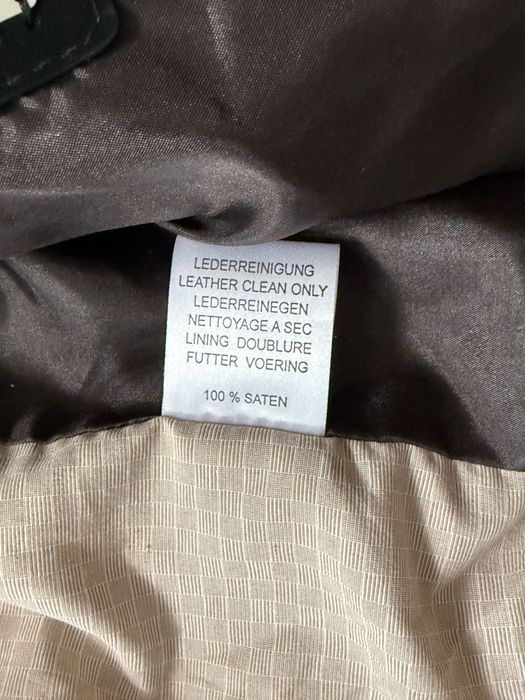 LEDERREINIGUNG
LEATHER CLEAN ONLY
LEDERREINEGEN
NETTOYAGE A SEC
LINING DOUBLURE
FUTTER VOERING
100 % SATEN